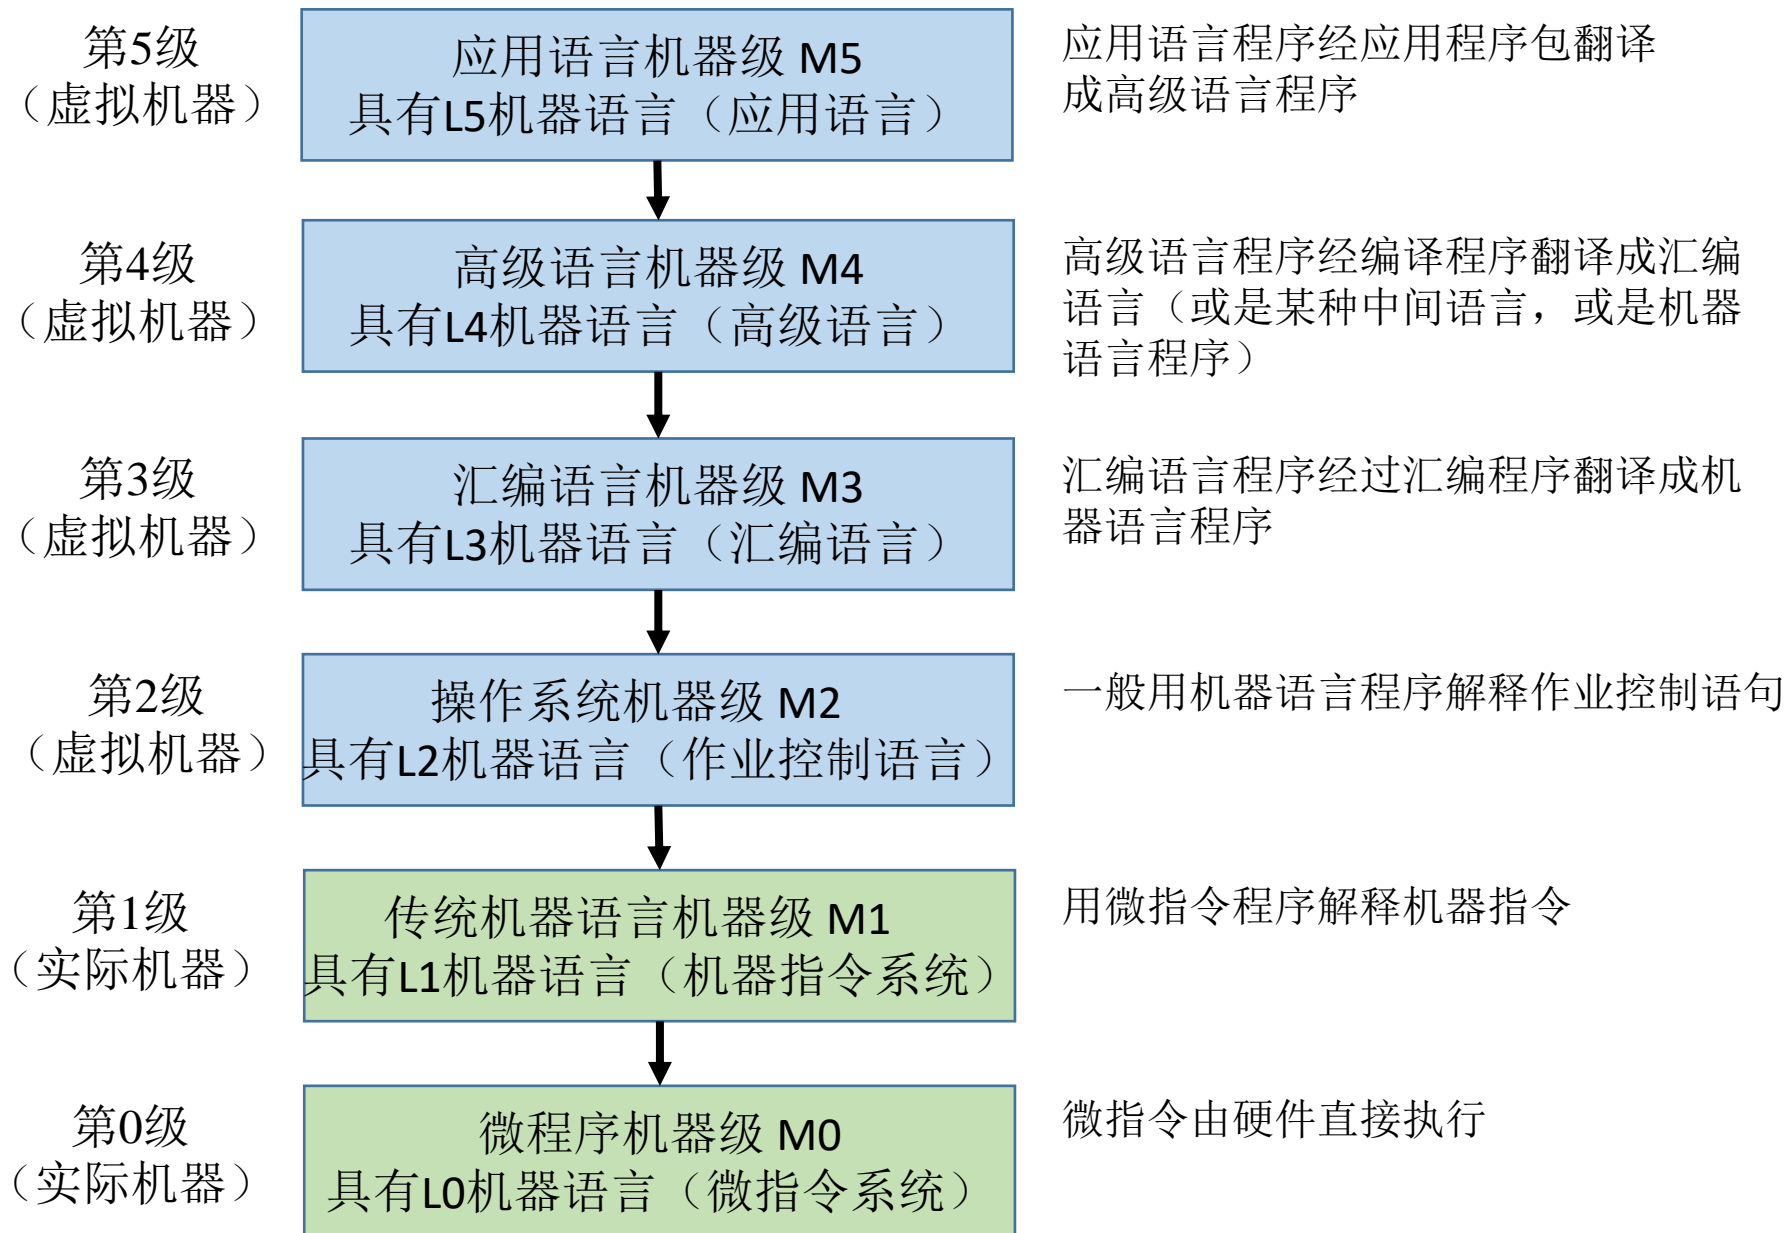 第5级
（虚拟机器）
应用语言机器级 M5
具有L5机器语言（应用语言）
应用语言程序经应用程序包翻译
成高级语言程序
第4级
（虚拟机器）
高级语言机器级 M4
具有L4机器语言（高级语言）
高级语言程序经编译程序翻译成汇编
语言（或是某种中间语言，或是机器
语言程序）
第3级
（虚拟机器）
汇编语言机器级 M3
具有L3机器语言（汇编语言）
汇编语言程序经过汇编程序翻译成机
器语言程序
第2级
（虚拟机器）
操作系统机器级 M2
具有L2机器语言（作业控制语言）
一般用机器语言程序解释作业控制语句
第1级
（实际机器）
传统机器语言机器级 M1
具有L1机器语言（机器指令系统）
用微指令程序解释机器指令
第0级
（实际机器）
微程序机器级 M0
具有L0机器语言（微指令系统）
微指令由硬件直接执行